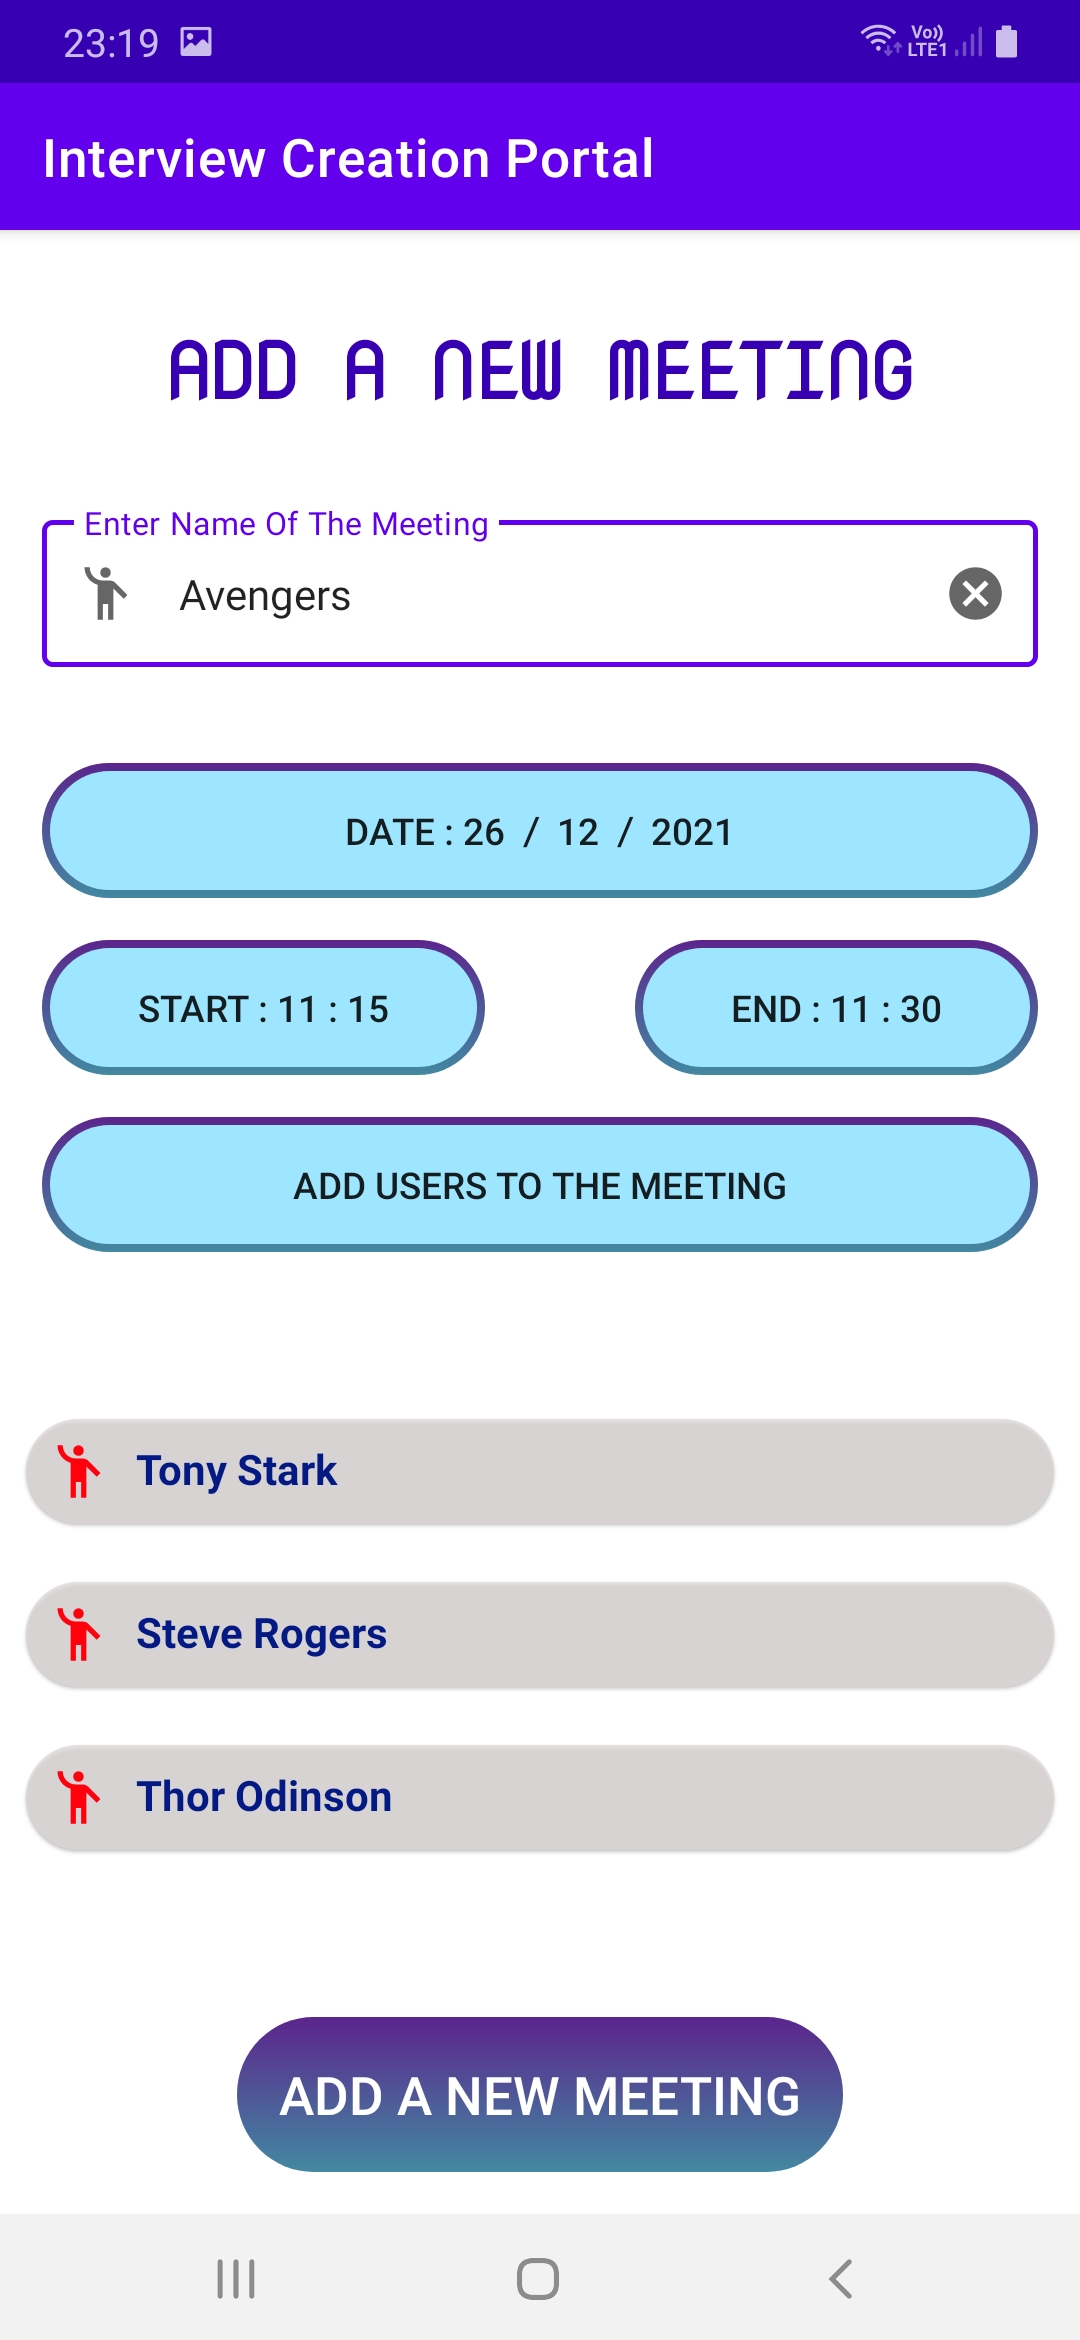 23:19 Vo)) LTE1
Interview Creation Portal
ADD A NEW MEETING
Enter Name Of The Meeting
Avengers
DATE : 26 / 12 / 2021
START : 11 : 15 END : 11 : 30
ADD USERS TO THE MEETING
Tony Stark
Steve Rogers
Thor Odinson
ADD A NEW MEETING